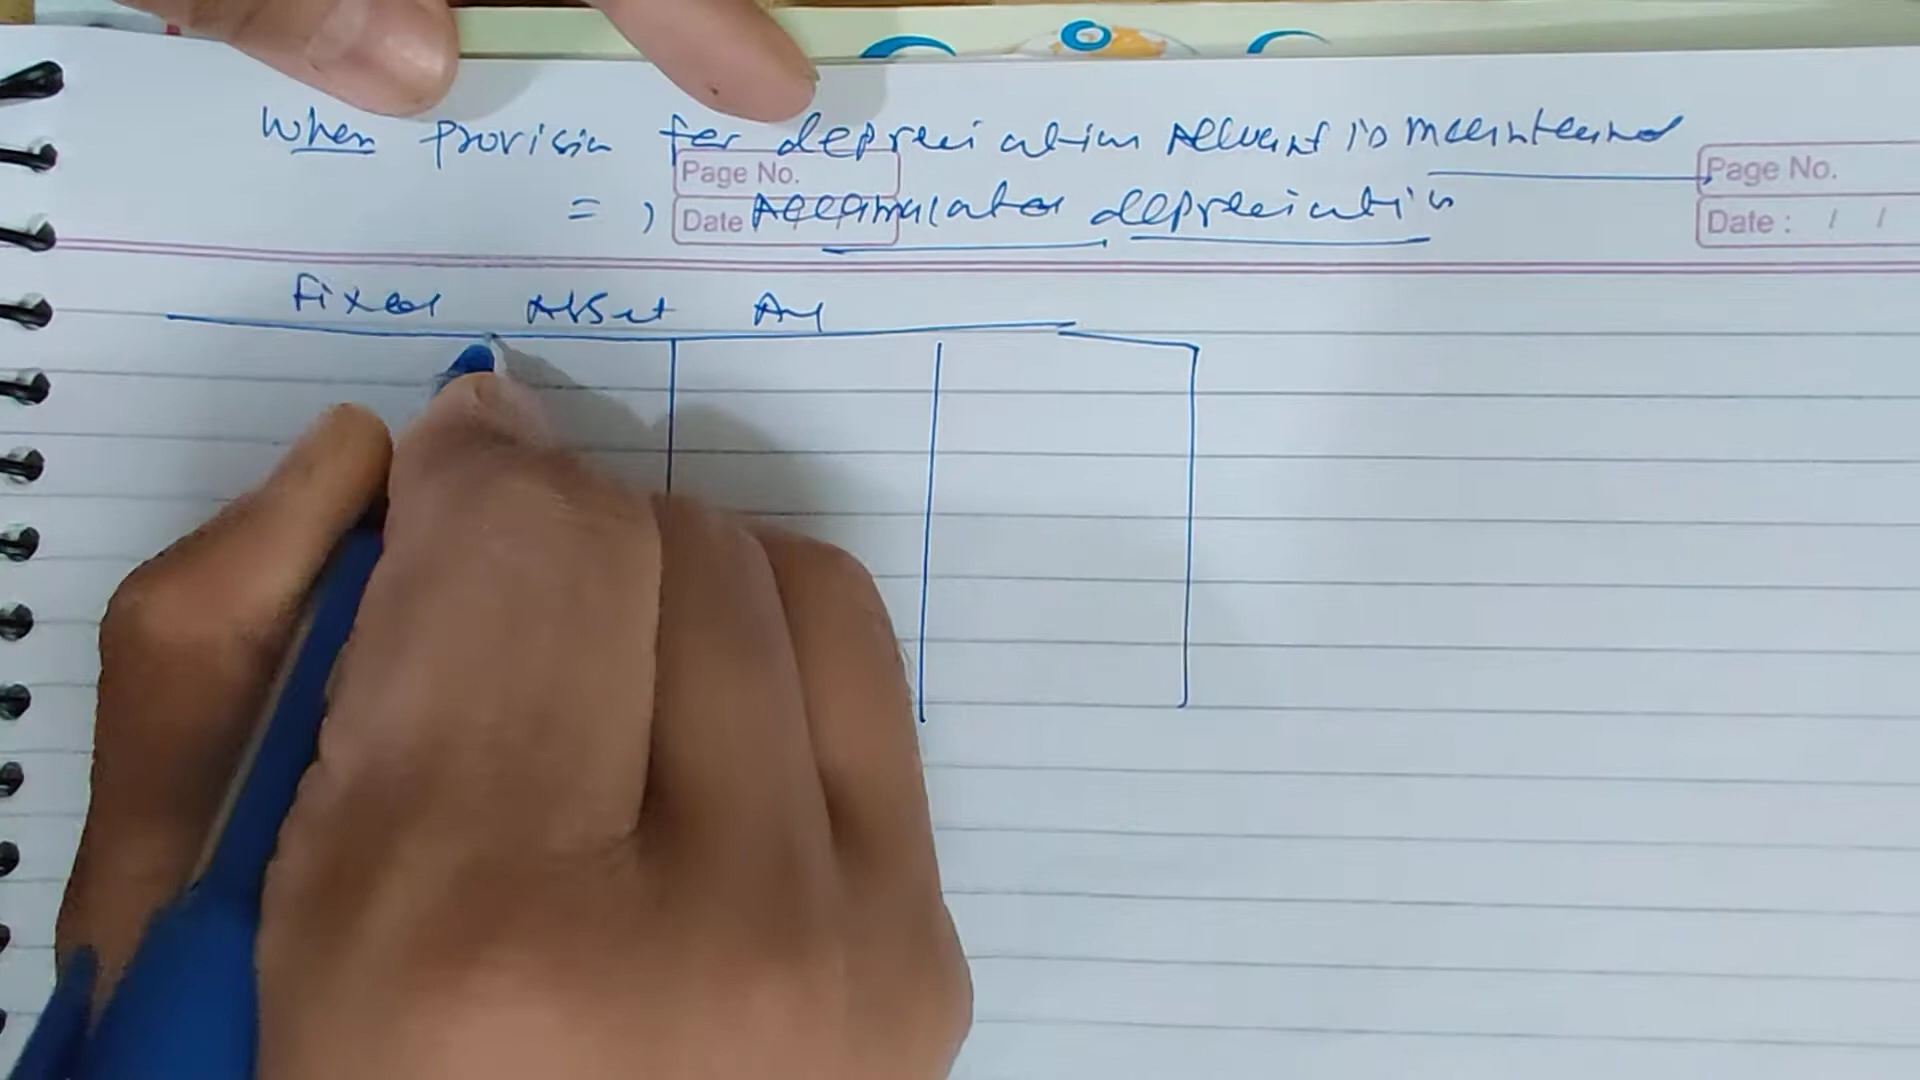 When provision for depreciation Account is maintained
Page No.
Page No.
=) Accumulated depreciation
Date
Date : / /
Fixed Asset A/c